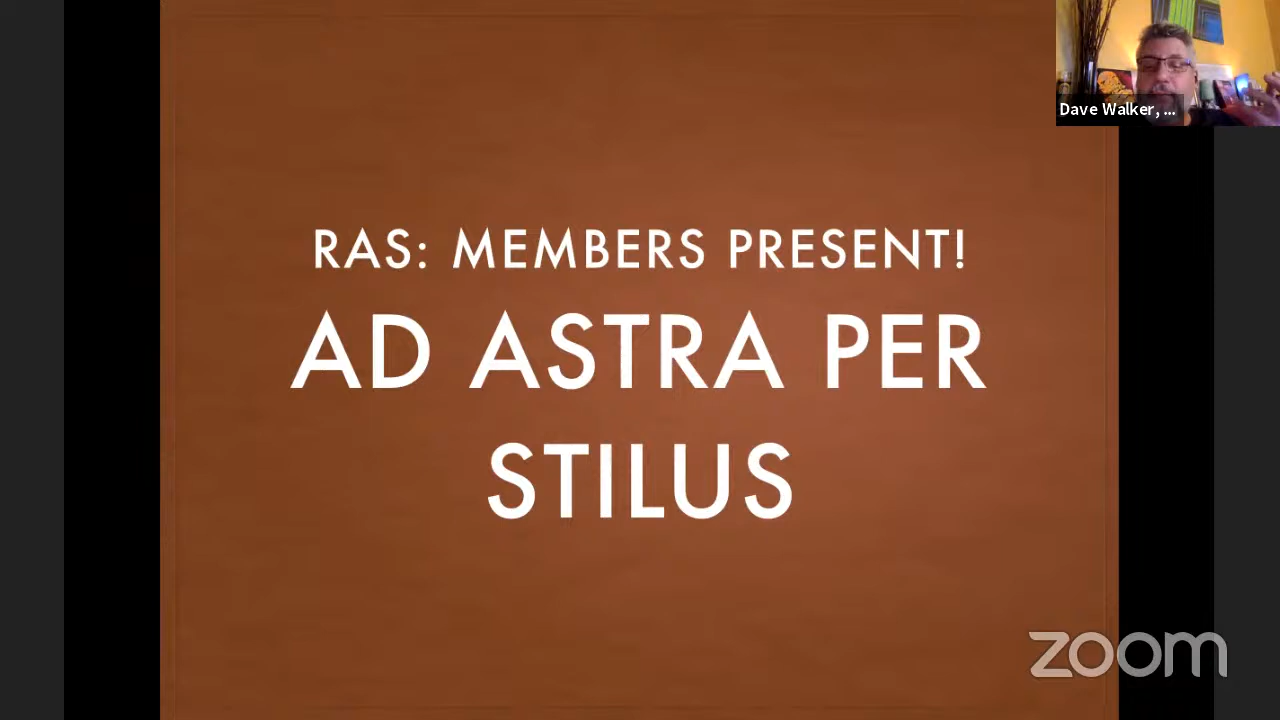 Dave Walker, ...
RAS: MEMBERS PRESENT!
AD ASTRA PER
STILUS
zoom